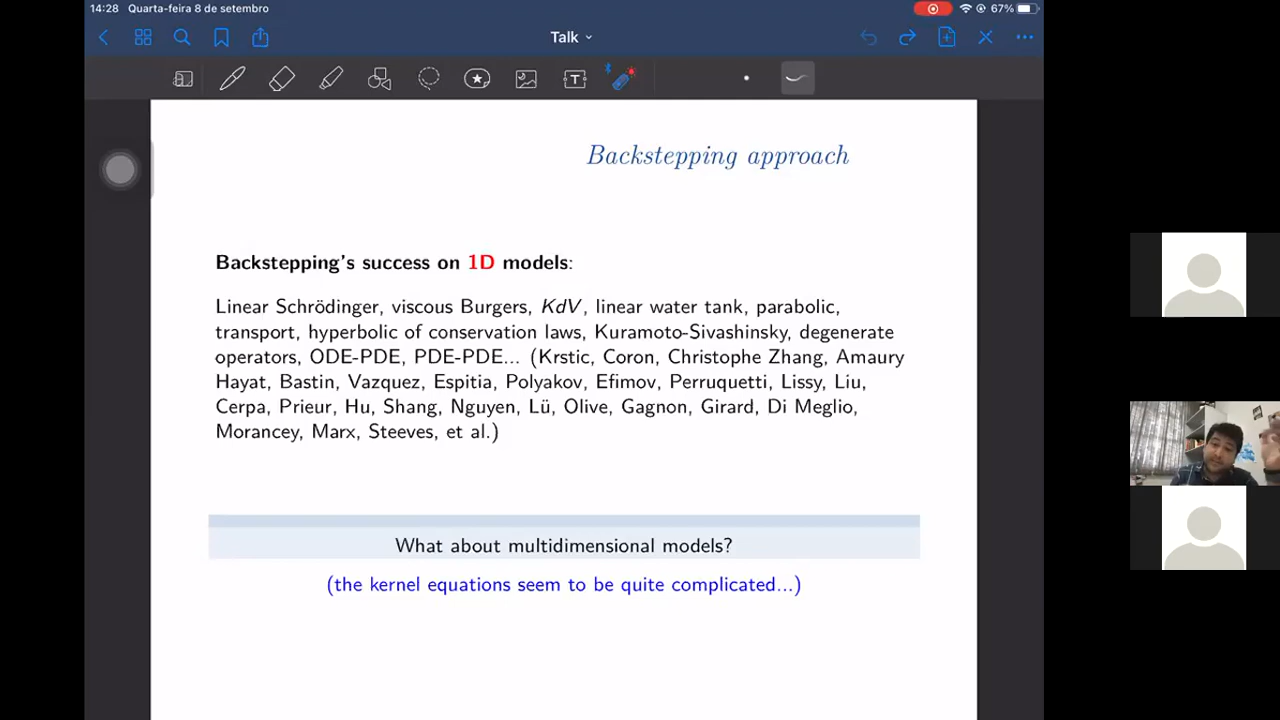 14:28 Quarta-feira 8 de setembro
67%
Talk
T
Backstepping approach
Backstepping's success on 1D models:
Linear Schrödinger, viscous Burgers, KdV, linear water tank, parabolic,
transport, hyperbolic of conservation laws, Kuramoto-Sivashinsky, degenerate
operators, ODE-PDE, PDE-PDE... (Krstic, Coron, Christophe Zhang, Amaury
Hayat, Bastin, Vazquez, Espitia, Polyakov, Efimov, Perruquetti, Lissy, Liu,
Cerpa, Prieur, Hu, Shang, Nguyen, Lü, Olive, Gagnon, Girard, Di Meglio,
Morancey, Marx, Steeves, et al.)
What about multidimensional models?
(the kernel equations seem to be quite complicated...)